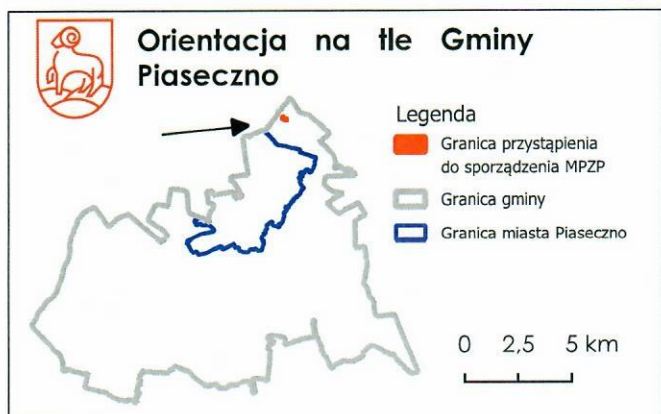 Orientacja na tle Gminy
Piaseczno
Legenda
Granica przystąpienia
do sporządzenia MPZP
Granica gminy
Granica miasta Piaseczno
0 2,5 5 km